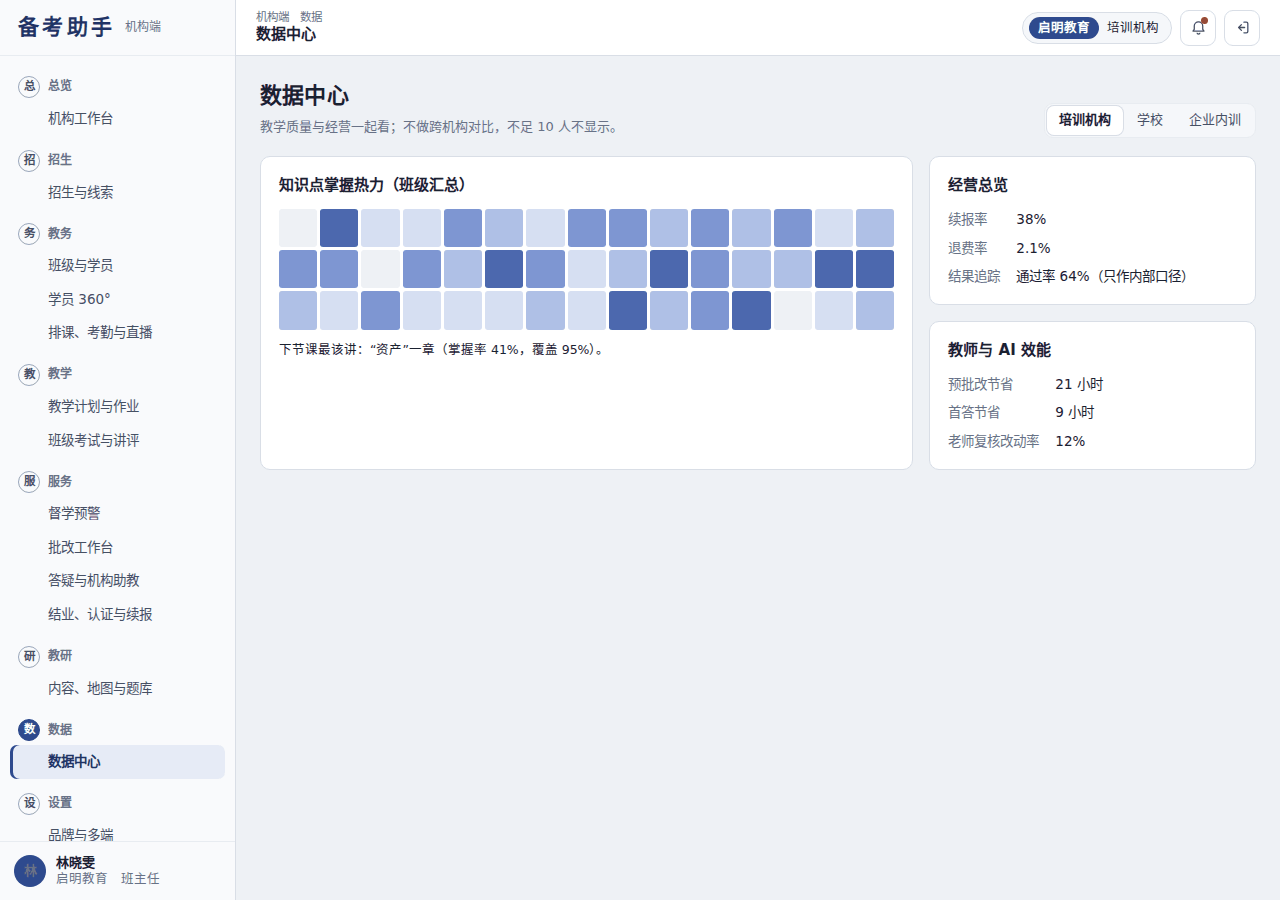 备考助手 机构端
总 总览
机构工作台
招 招生
招生与线索
务 教务
班级与学员
学员 360°
排课、考勤与直播
教 教学
教学计划与作业
班级考试与讲评
服 服务
督学预警
批改工作台
答疑与机构助教
结业、认证与续报
研 教研
内容、地图与题库
数 数据
数据中心
设 设置
品牌与多端
林 林晓雯
启明教育 班主任
机构端 数据
数据中心
启明教育 培训机构
数据中心
教学质量与经营一起看；不做跨机构对比，不足 10 人不显示。
培训机构 学校 企业内训
知识点掌握热力（班级汇总）
下节课最该讲：“资产”一章（掌握率 41%，覆盖 95%）。
经营总览
续报率 38%
退费率 2.1%
结果追踪 通过率 64%（只作内部口径）
教师与 AI 效能
预批改节省 21 小时
首答节省 9 小时
老师复核改动率 12%